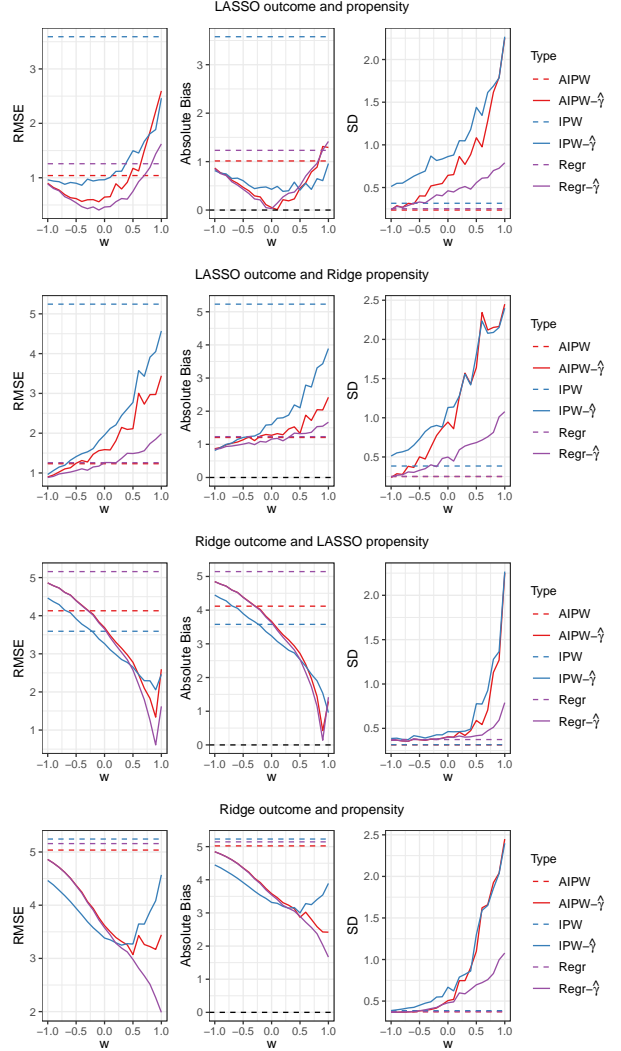 LASSO outcome and propensity
RMSE
3
2
1
−1.0 −0.5 0.0 0.5 1.0
w
Absolute Bias
3
2
1
0
−1.0 −0.5 0.0 0.5 1.0
w
SD
2.0
1.5
1.0
0.5
−1.0 −0.5 0.0 0.5 1.0
w
Type
AIPW
AIPW−γ̂
IPW
IPW−γ̂
Regr
Regr−γ̂
LASSO outcome and Ridge propensity
RMSE
5
4
3
2
1
−1.0 −0.5 0.0 0.5 1.0
w
Absolute Bias
5
4
3
2
1
0
−1.0 −0.5 0.0 0.5 1.0
w
SD
2.5
2.0
1.5
1.0
0.5
0.0
−1.0 −0.5 0.0 0.5 1.0
w
Type
AIPW
AIPW−γ̂
IPW
IPW−γ̂
Regr
Regr−γ̂
Ridge outcome and LASSO propensity
RMSE
5
4
3
2
1
−1.0 −0.5 0.0 0.5 1.0
w
Absolute Bias
5
4
3
2
1
0
−1.0 −0.5 0.0 0.5 1.0
w
SD
2.0
1.5
1.0
0.5
−1.0 −0.5 0.0 0.5 1.0
w
Type
AIPW
AIPW−γ̂
IPW
IPW−γ̂
Regr
Regr−γ̂
Ridge outcome and propensity
RMSE
5
4
3
2
−1.0 −0.5 0.0 0.5 1.0
w
Absolute Bias
5
4
3
2
1
0
−1.0 −0.5 0.0 0.5 1.0
w
SD
2.5
2.0
1.5
1.0
0.5
−1.0 −0.5 0.0 0.5 1.0
w
Type
AIPW
AIPW−γ̂
IPW
IPW−γ̂
Regr
Regr−γ̂